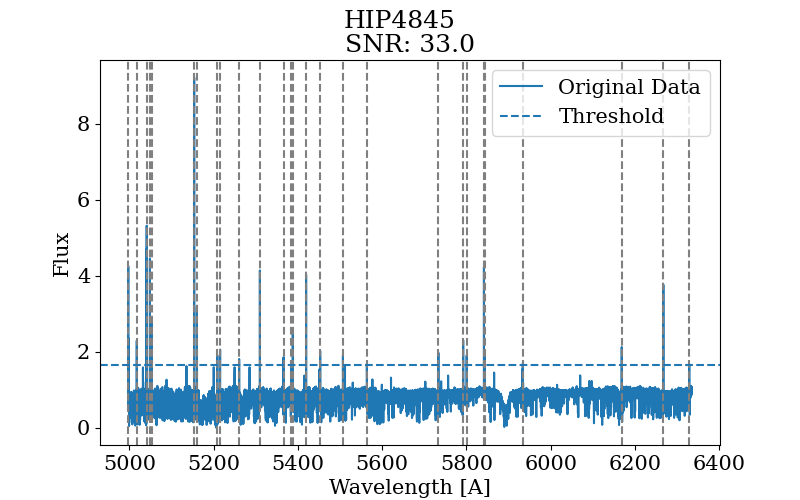 HIP4845
SNR: 33.0
Original Data
Threshold
Flux
8
6
4
2
0
5000 5200 5400 5600 5800 6000 6200 6400
Wavelength [A]